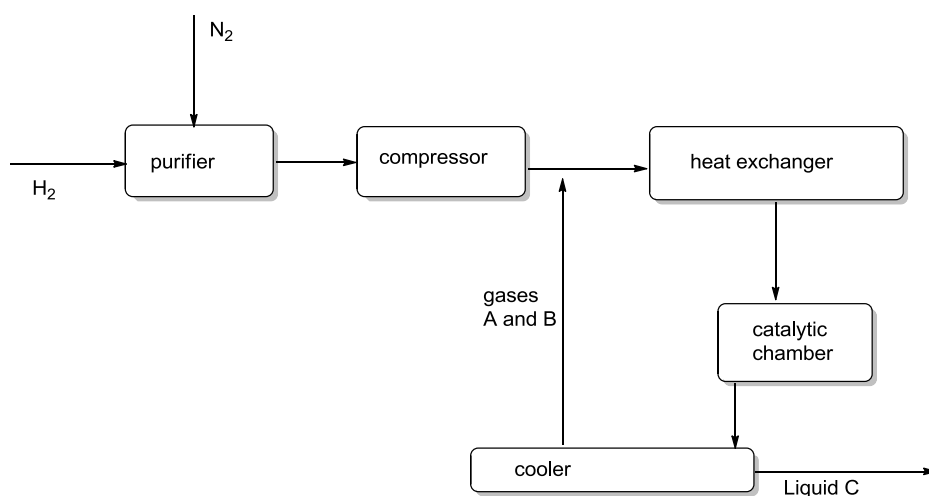 N₂
purifier
compressor
heat exchanger
H₂
gases
A and B
catalytic
chamber
cooler
Liquid C